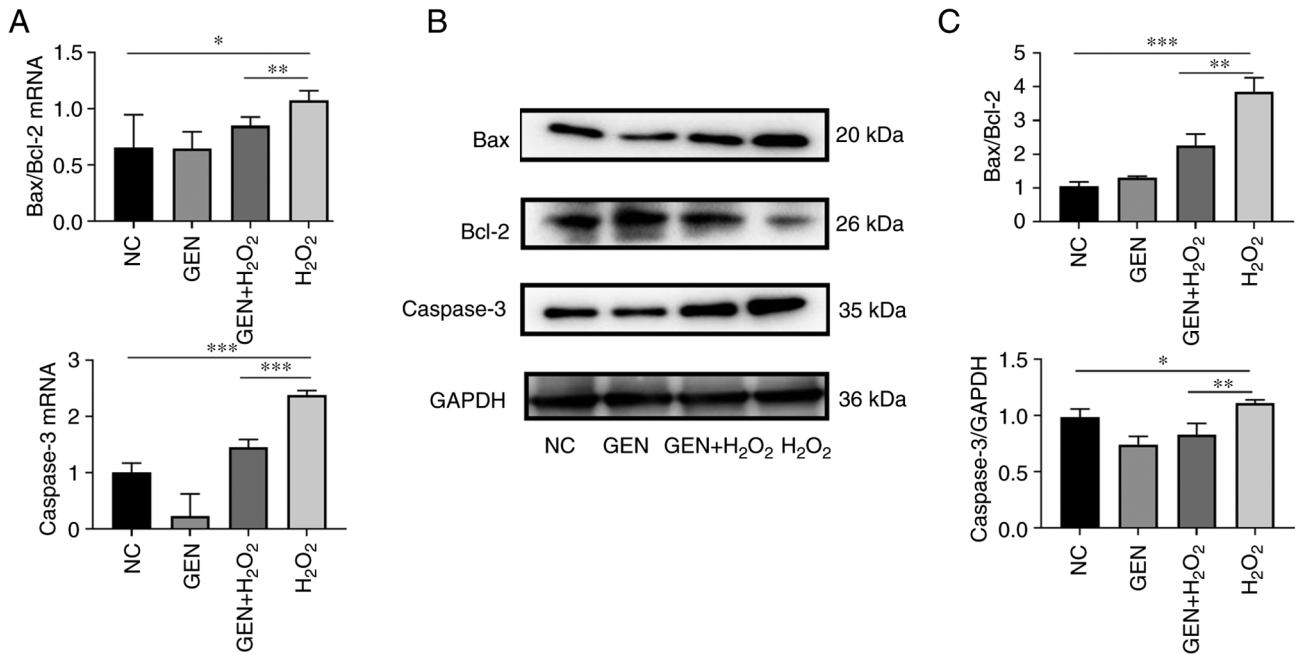 A
Bax/Bcl-2 mRNA
1.5
1.0
0.5
0.0
*
**
NC
GEN
GEN+H₂O₂
H₂O₂
Caspase-3 mRNA
3
2
1
0
***
***
NC
GEN
GEN+H₂O₂
H₂O₂
B
Bax 20 kDa
Bcl-2 26 kDa
Caspase-3 35 kDa
GAPDH 36 kDa
NC GEN GEN+H₂O₂ H₂O₂
C
Bax/Bcl-2
5
4
3
2
1
0
***
**
NC
GEN
GEN+H₂O₂
H₂O₂
Caspase-3/GAPDH
1.5
1.0
0.5
0.0
*
**
NC
GEN
GEN+H₂O₂
H₂O₂